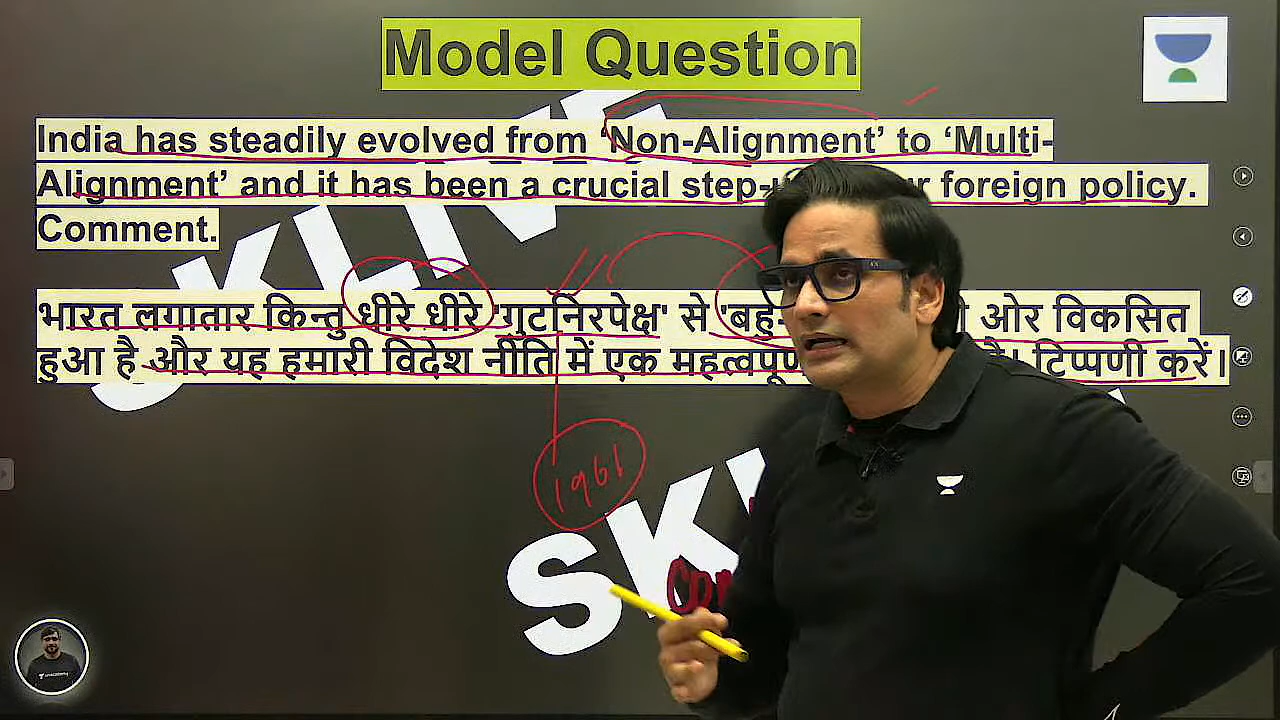 Model Question
India has steadily evolved from ‘Non-Alignment’ to ‘Multi-
Alignment’ and it has been a crucial foreign policy.
Comment.
भारत लगातार किन्तु धीरे धीरे 'गुटनिरपेक्ष' से ओर विकसित
हुआ है और यह हमारी विदेश नीति में एक टिप्पणी करें।
1961